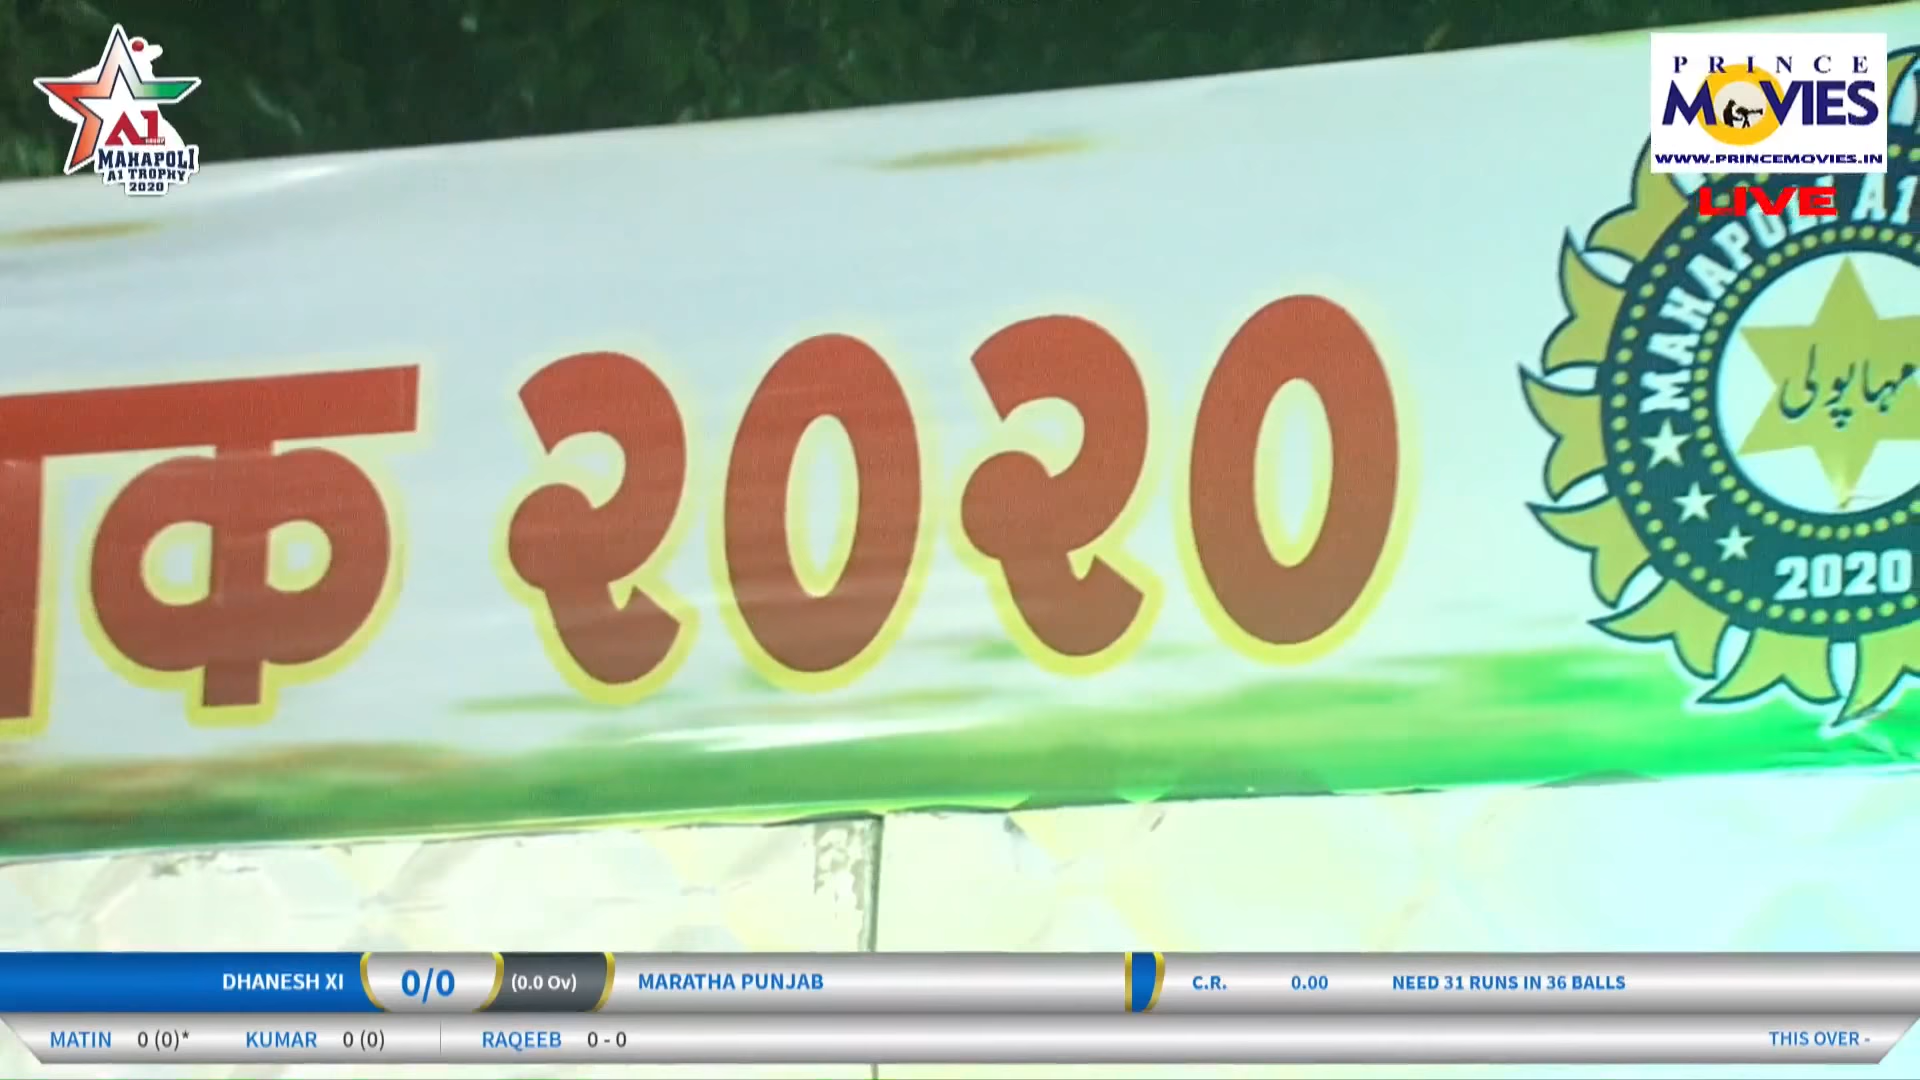 A1
MAHAPOLI
A1 TROPHY
2020
PRINCE
MOVIES
WWW.PRINCEMOVIES.IN
LIVE
२०२०
MAHAPOLI A1
مہاپولی
2020
DHANESH XI 0/0 (0.0 Ov) MARATHA PUNJAB C.R. 0.00 NEED 31 RUNS IN 36 BALLS
MATIN 0 (0)* KUMAR 0 (0) RAQEEB 0 - 0 THIS OVER -